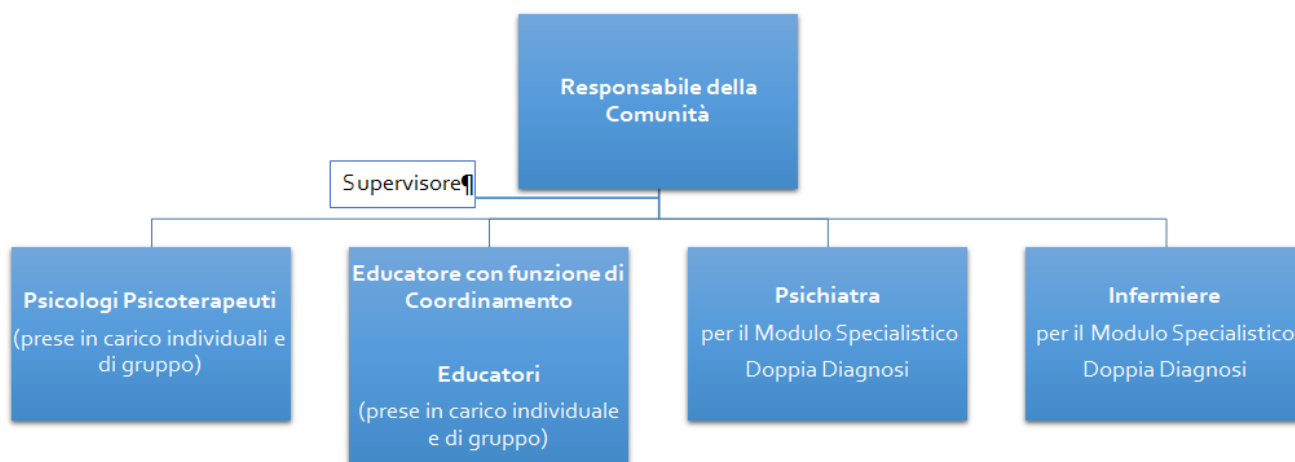 Responsabile della
Comunità
Supervisore¶
Psicologi Psicoterapeuti
(prese in carico individuali e
di gruppo)
Educatore con funzione di
Coordinamento
Educatori
(prese in carico individuale
e di gruppo)
Psichiatra
per il Modulo Specialistico
Doppia Diagnosi
Infermiere
per il Modulo Specialistico
Doppia Diagnosi